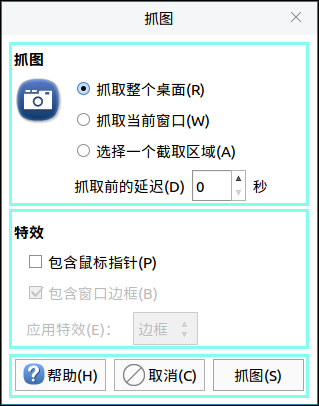 抓图
抓图
抓取整个桌面(R)
抓取当前窗口(W)
选择一个截取区域(A)
抓取前的延迟(D) 0 秒
特效
包含鼠标指针(P)
包含窗口边框(B)
应用特效(E)： 边框
帮助(H) 取消(C) 抓图(S)